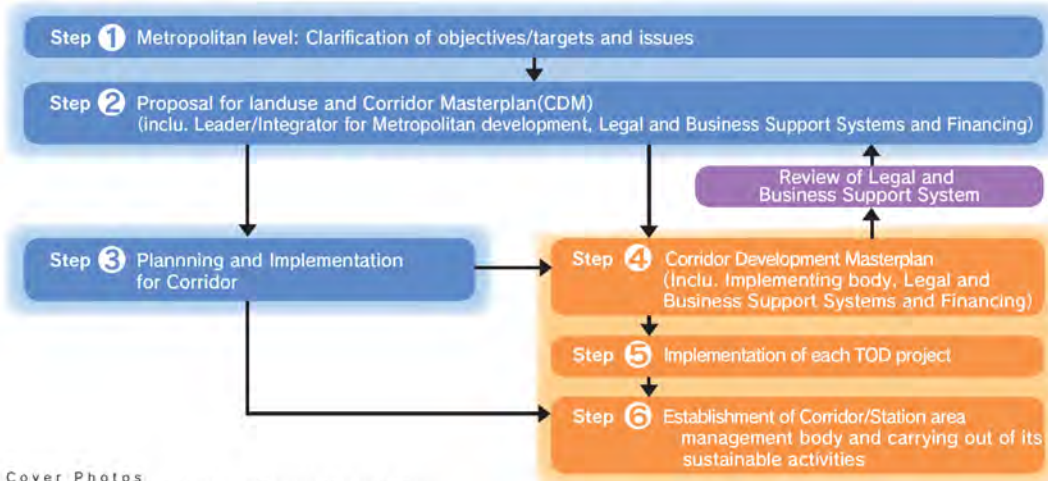 Step 1 Metropolitan level: Clarification of objectives/targets and issues
Step 2 Proposal for landuse and Corridor Masterplan(CDM)
(inclu. Leader/Integrator for Metropolitan development, Legal and Business Support Systems and Financing)
Review of Legal and
Business Support System
Step 3 Plannning and Implementation
for Corridor
Step 4 Corridor Development Masterplan
(Inclu. Implementing body, Legal and
Business Support Systems and Financing)
Step 5 Implementation of each TOD project
Step 6 Establishment of Corridor/Station area
management body and carrying out of its
sustainable activities
Cover Photos